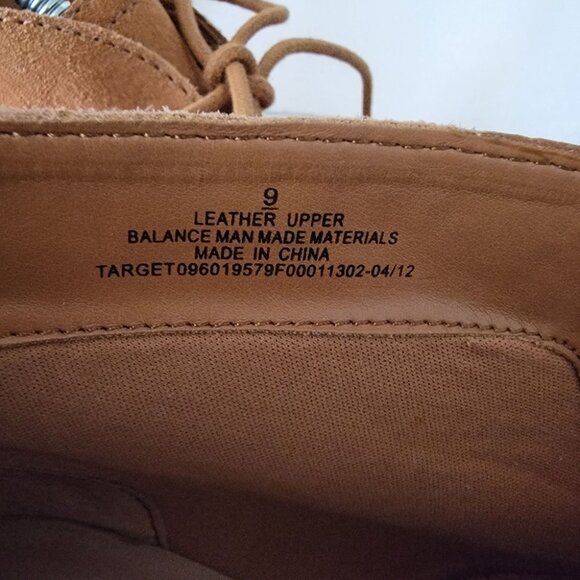 9
LEATHER UPPER
BALANCE MAN MADE MATERIALS
MADE IN CHINA
TARGET096019579F00011302-04/12